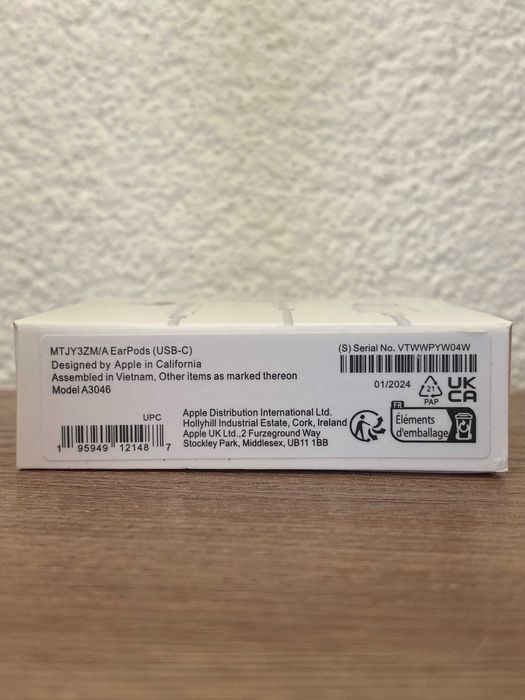 MTJY3ZM/A EarPods (USB-C)
Designed by Apple in California
Assembled in Vietnam, Other items as marked thereon
Model A3046
(S) Serial No. VTWWPYW04W
01/2024
21
PAP
UK
CA
UPC
1 95949 12148 7
Apple Distribution International Ltd.
Hollyhill Industrial Estate, Cork, Ireland
Apple UK Ltd.,2 Furzeground Way
Stockley Park, Middlesex, UB11 1BB
FR
Éléments
d'emballage